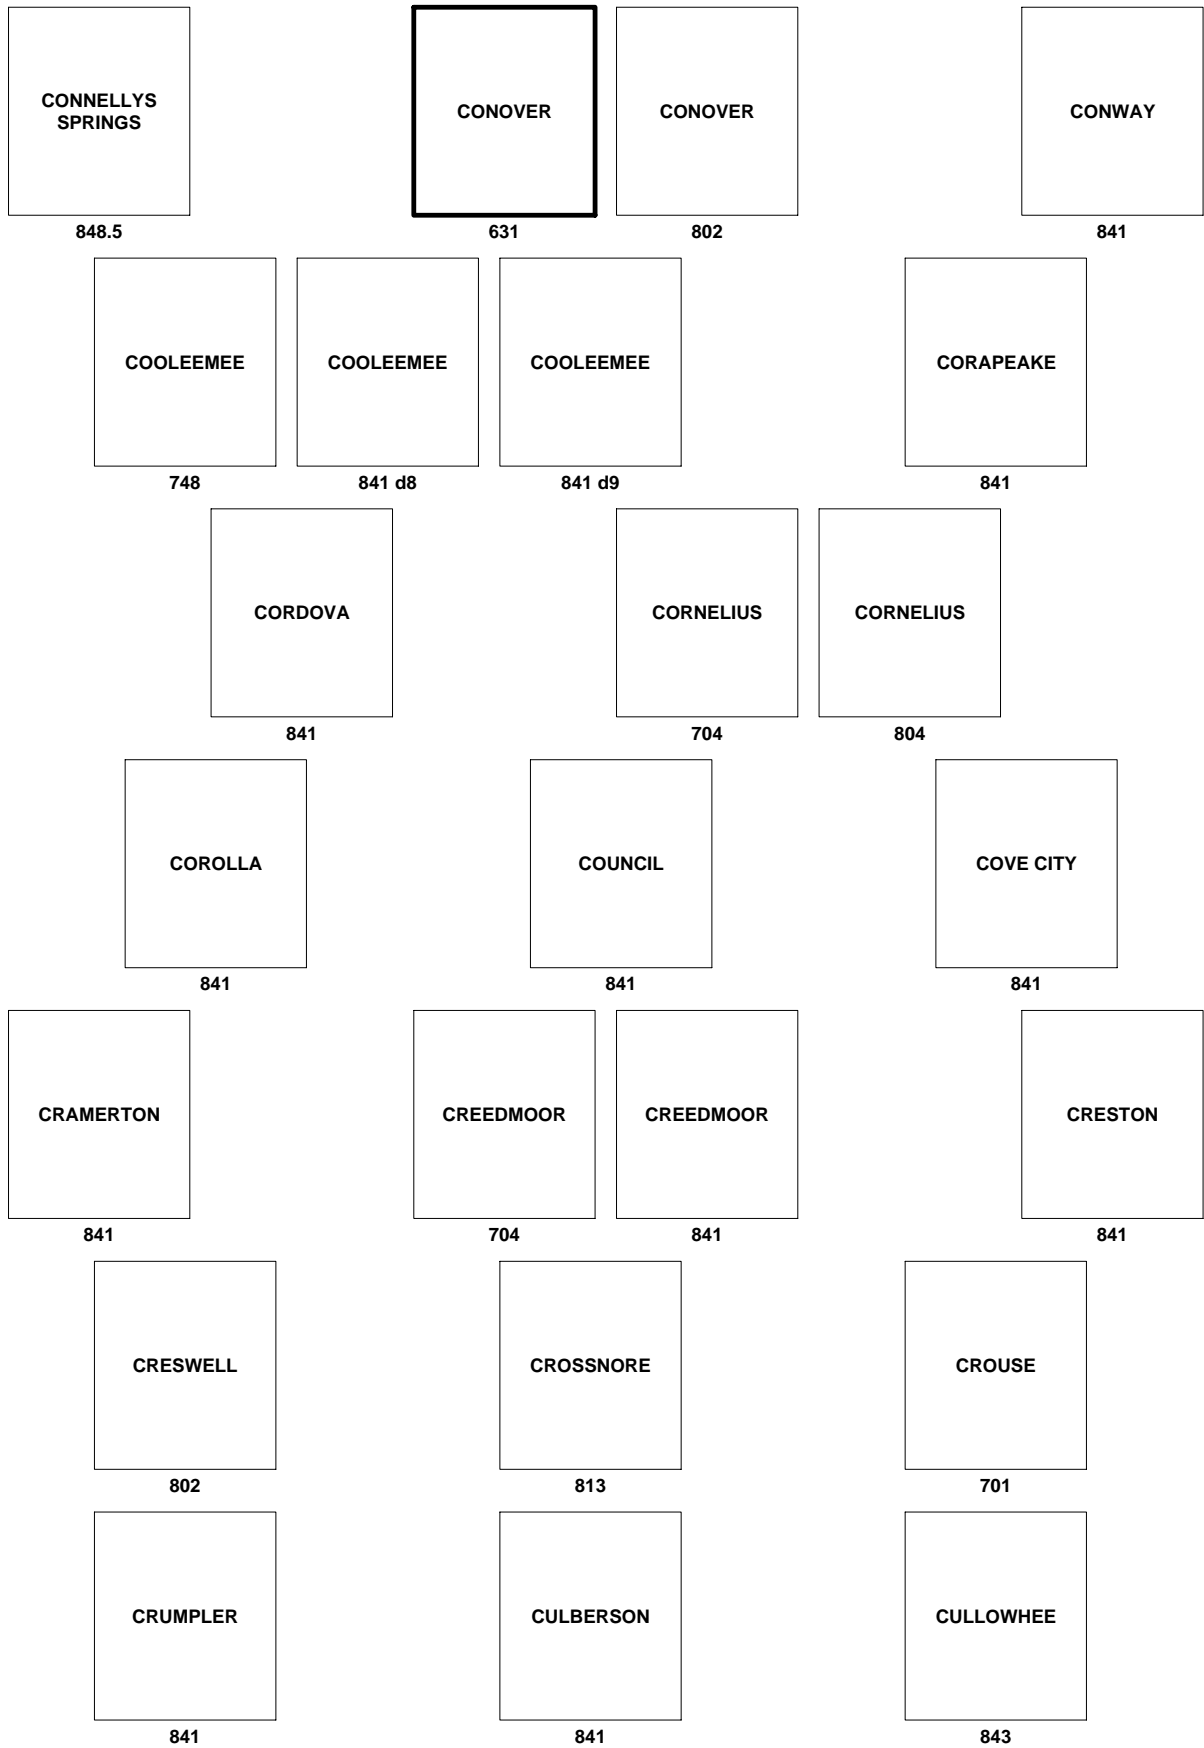 CONNELLYS
SPRINGS
848.5
CONOVER
631
CONOVER
802
CONWAY
841
COOLEEMEE
748
COOLEEMEE
841 d8
COOLEEMEE
841 d9
CORAPEAKE
841
CORDOVA
841
CORNELIUS
704
CORNELIUS
804
COROLLA
841
COUNCIL
841
COVE CITY
841
CRAMERTON
841
CREEDMOOR
704
CREEDMOOR
841
CRESTON
841
CRESWELL
802
CROSSNORE
813
CROUSE
701
CRUMPLER
841
CULBERSON
841
CULLOWHEE
843